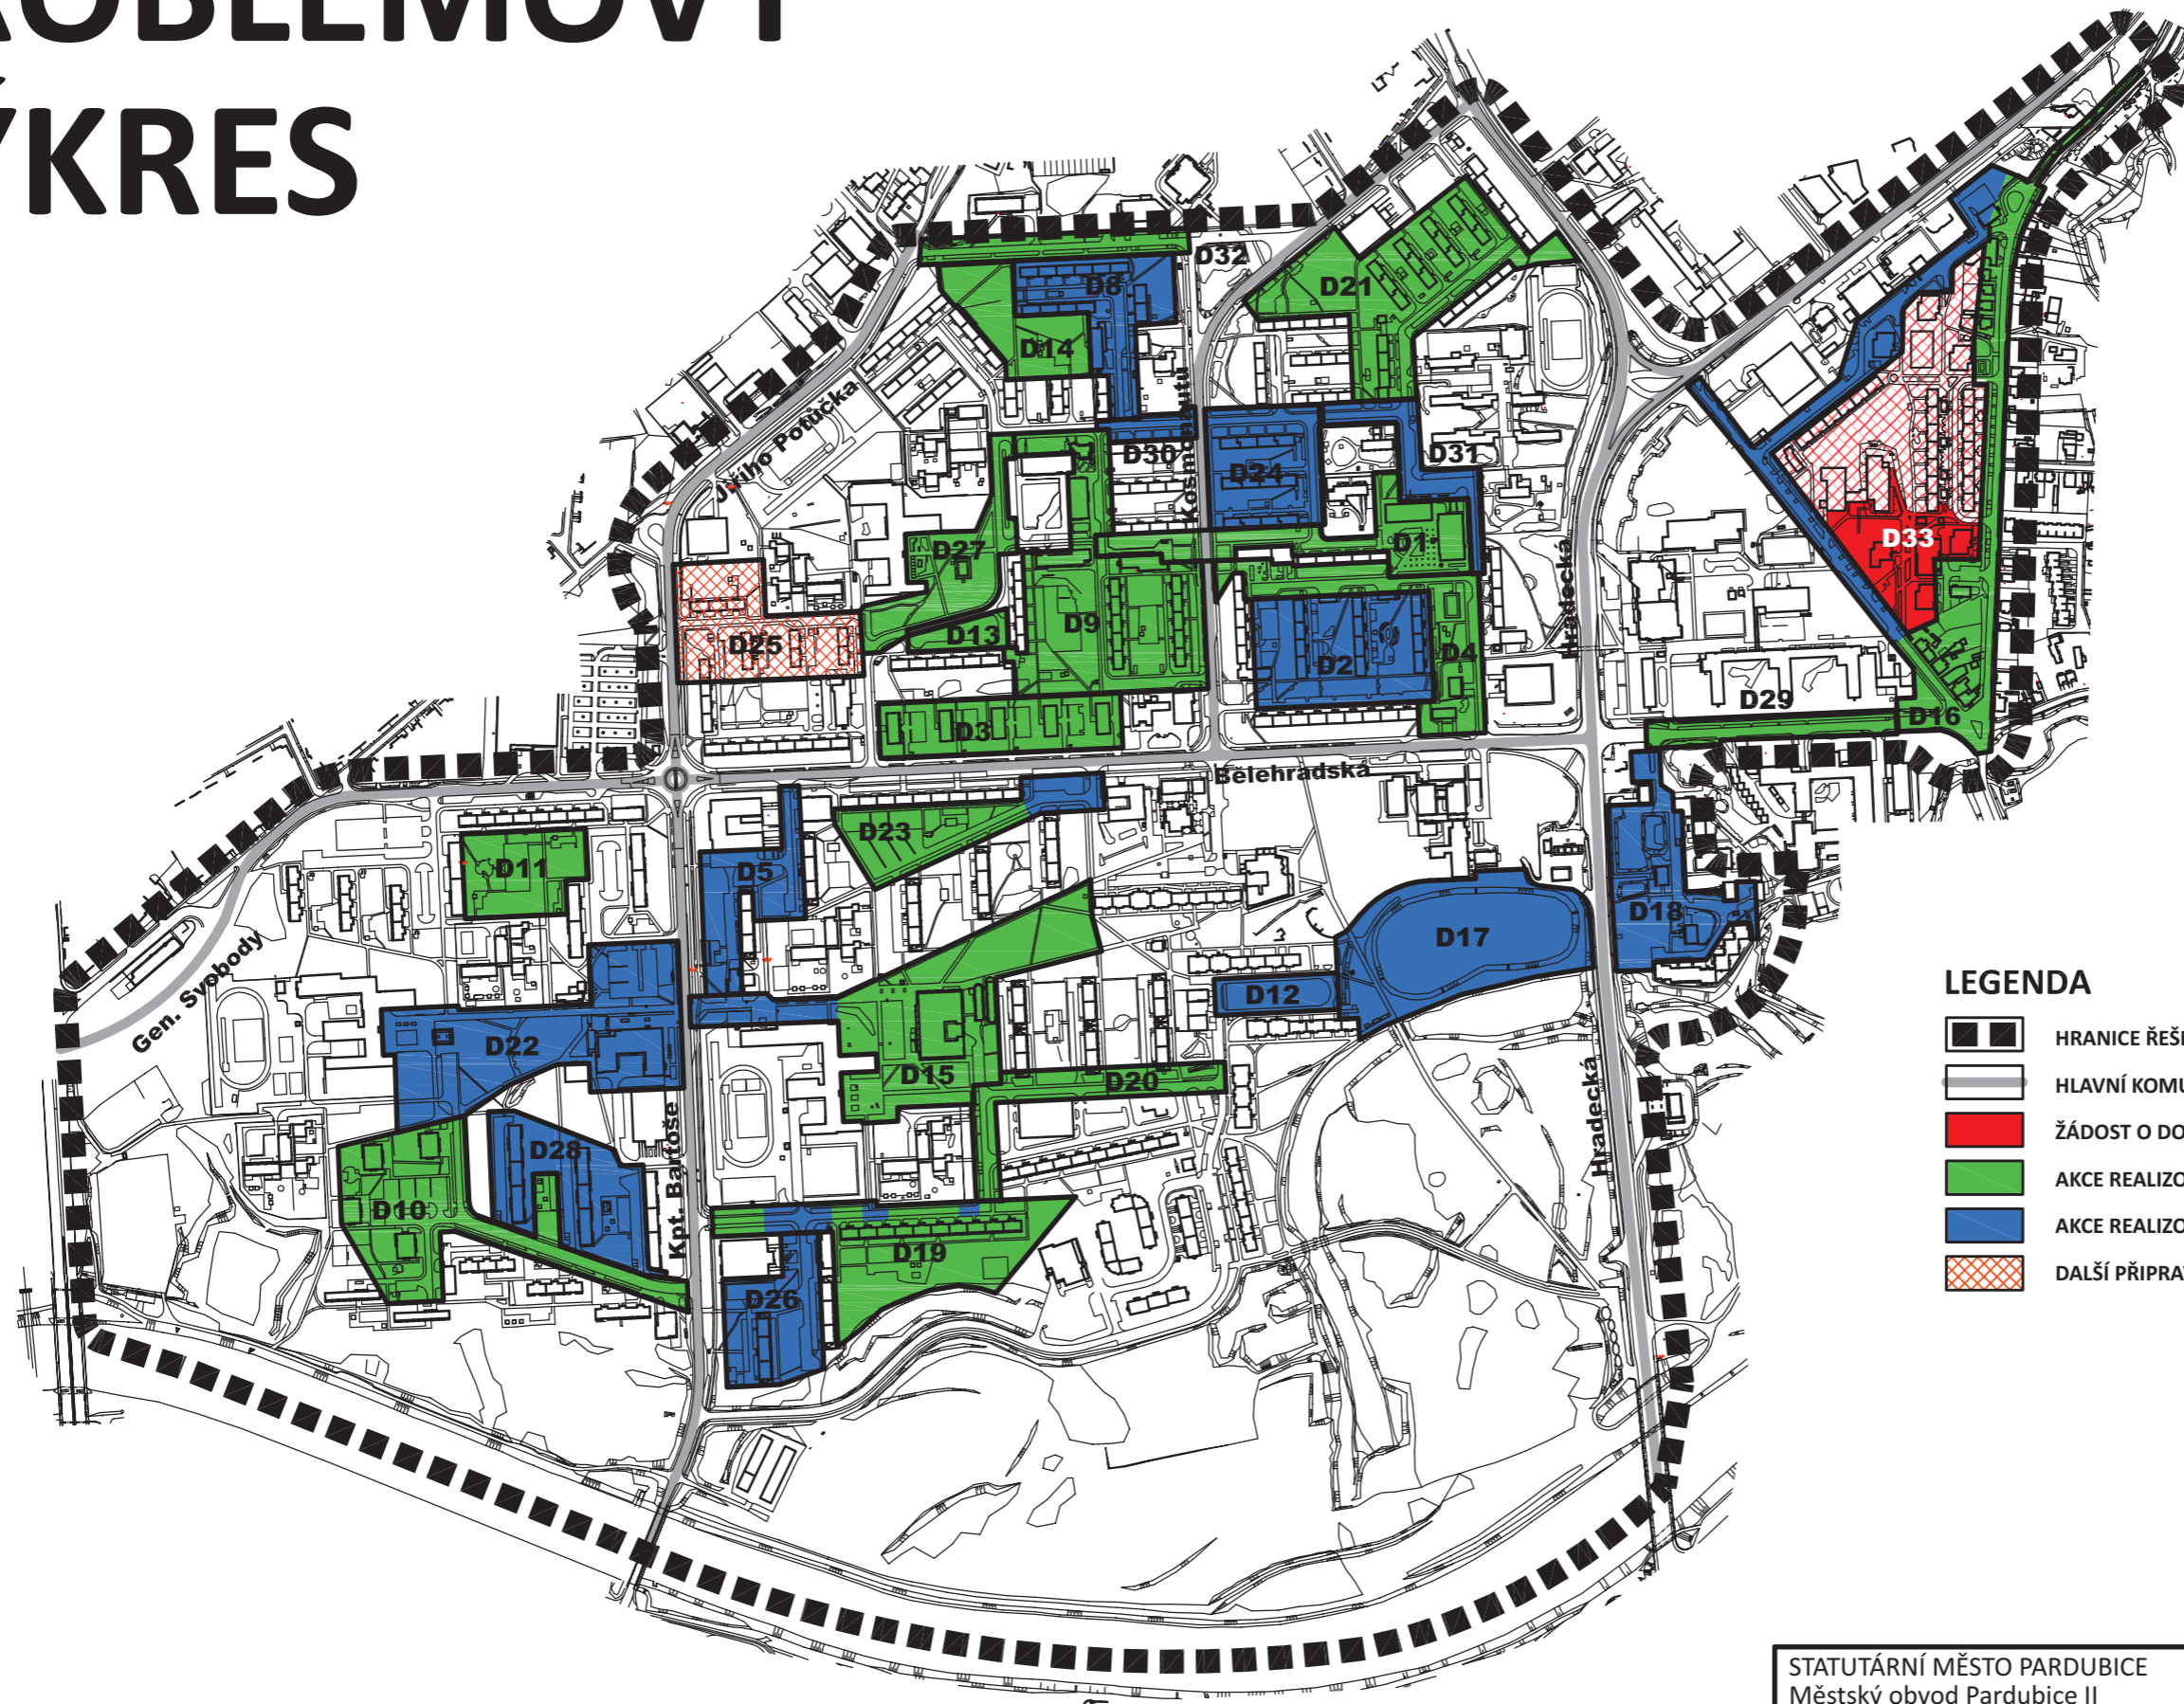 ROBLÉMOVÝ
ÝKRES
D32
D8
D21
D14
Jiřího Potůčka
Kosmonautů
D30
D24
D31
D27
D1
D33
D13
D9
D25
D2
D4
Hradecká
D29
D16
D3
Bělehradská
D23
D11
D5
D18
D17
Gen. Svobody
D12
D22
D15
D20
Kpt. Bartoše
Hradecká
D28
D10
D19
D26
LEGENDA
HRANICE ŘEŠ
HLAVNÍ KOMU
ŽÁDOST O DO
AKCE REALIZO
AKCE REALIZO
DALŠÍ PŘIPRA
STATUTÁRNÍ MĚSTO PARDUBICE
Městský obvod Pardubice II